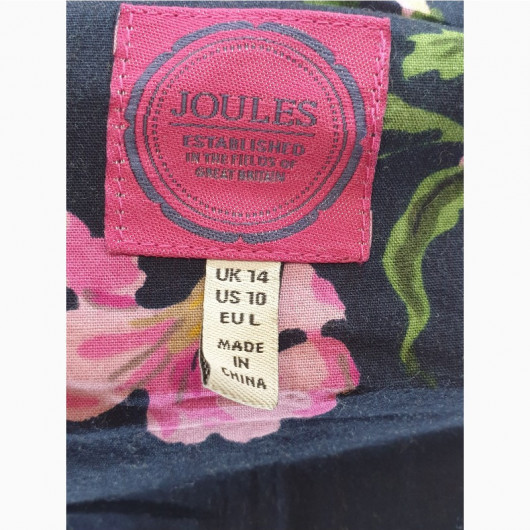 JOULES
ESTABLISHED
IN THE FIELDS OF
GREAT BRITAIN
UK 14
US 10
EU L
MADE
IN
CHINA